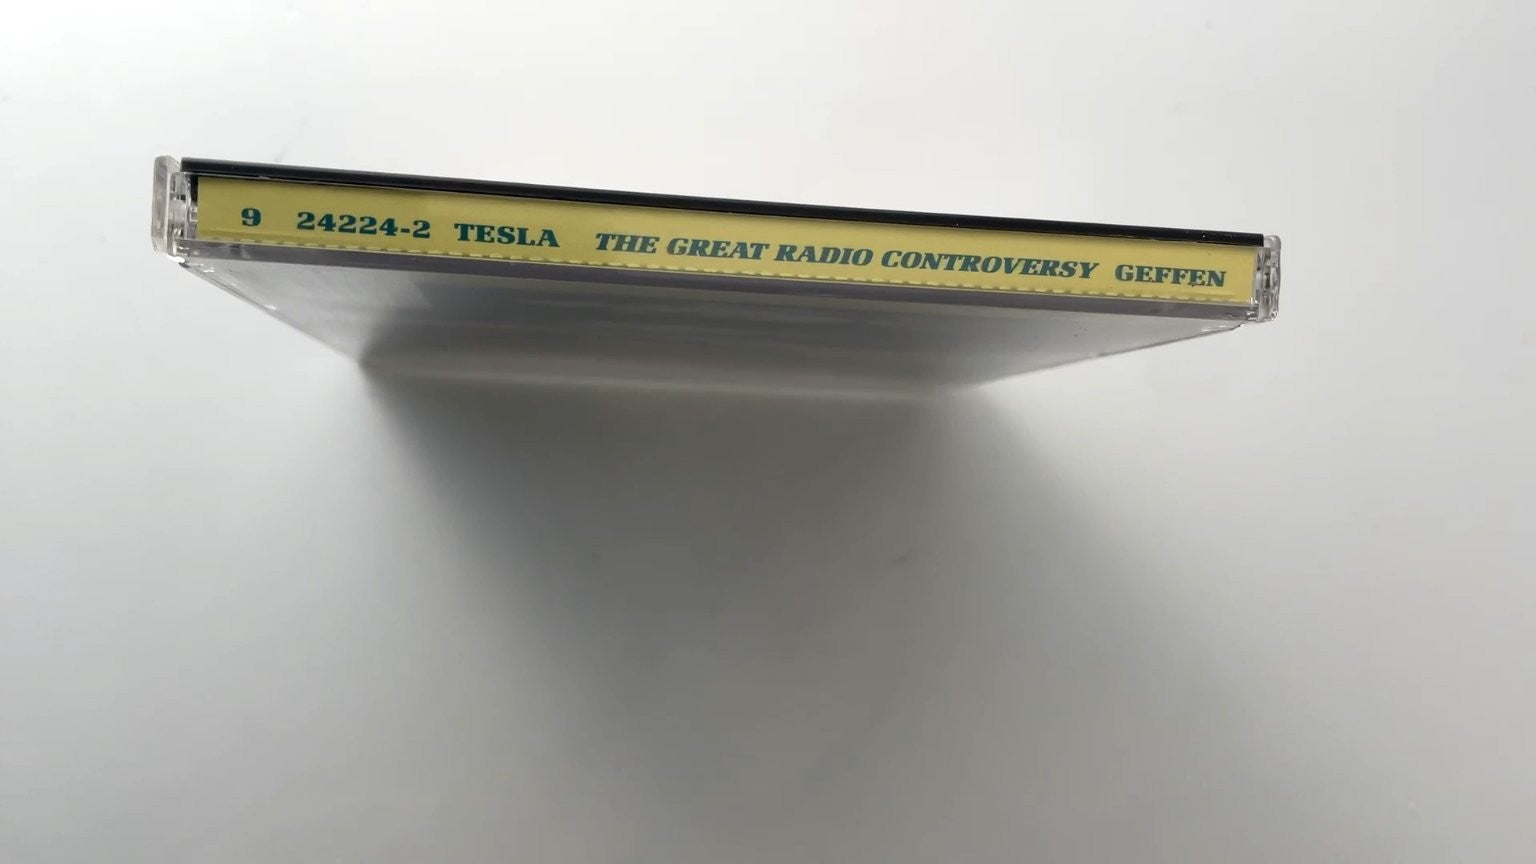 9 24224-2 TESLA THE GREAT RADIO CONTROVERSY GEFFEN